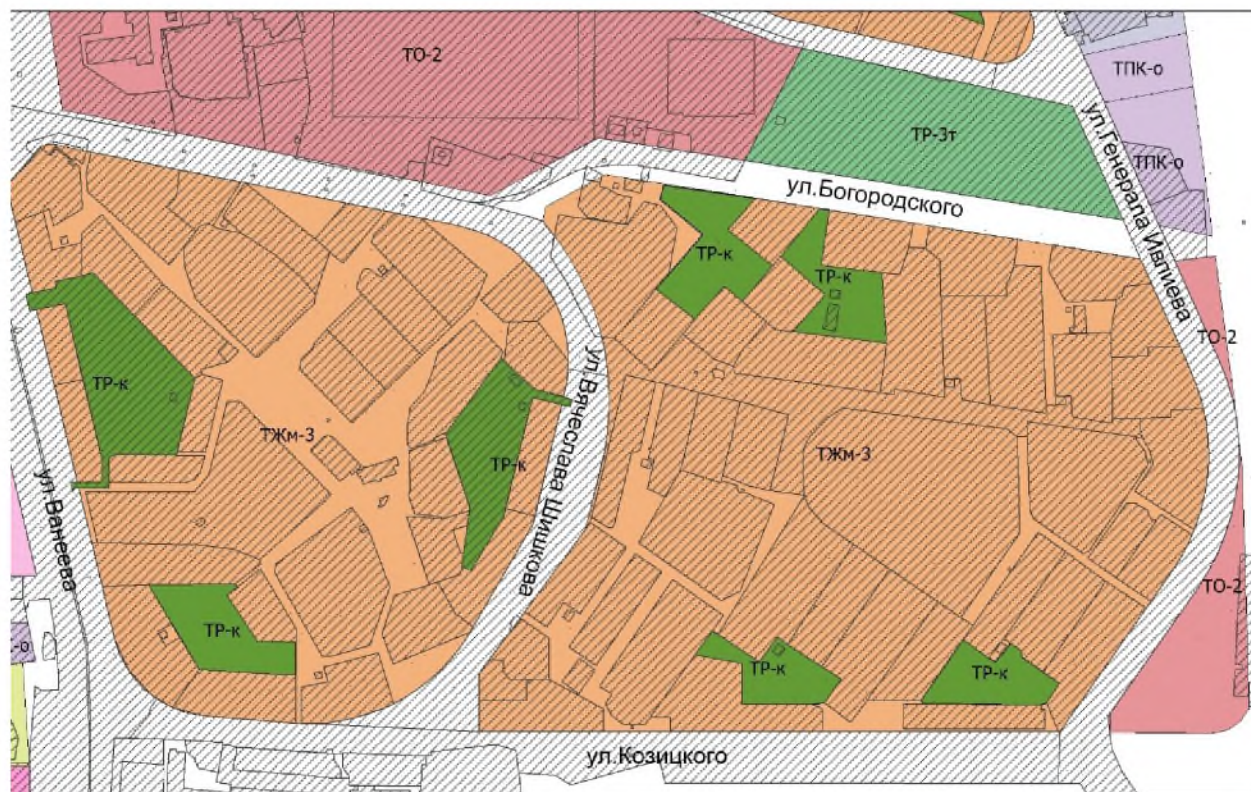 ТО-2
ТПК-о
ТР-3т
ул.Генерала Ивлиева
ТПК-о
ул.Богородского
ТР-к
ТР-к
ТО-2
ул.Вячеслава Шишкова
ТР-к
ТЖм-3
ТР-к
ТЖм-3
ул.Ванеева
ТО-2
ТР-к
-о
ТР-к
ТР-к
ул.Козицкого